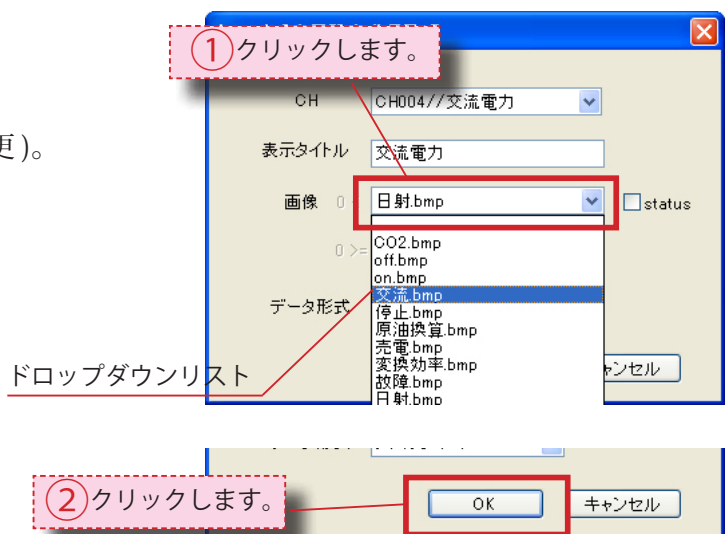 ①クリックします。
CH
CH004//交流電力
更)。
表示タイトル
交流電力
画像
0
日射.bmp
status
0 >=
CO2.bmp
off.bmp
on.bmp
交流.bmp
停止.bmp
データ形式
原油換算.bmp
売電.bmp
変換効率.bmp
故障.bmp
日射.bmp
ャンセル
ドロップダウンリスト
②クリックします。
OK
キャンセル